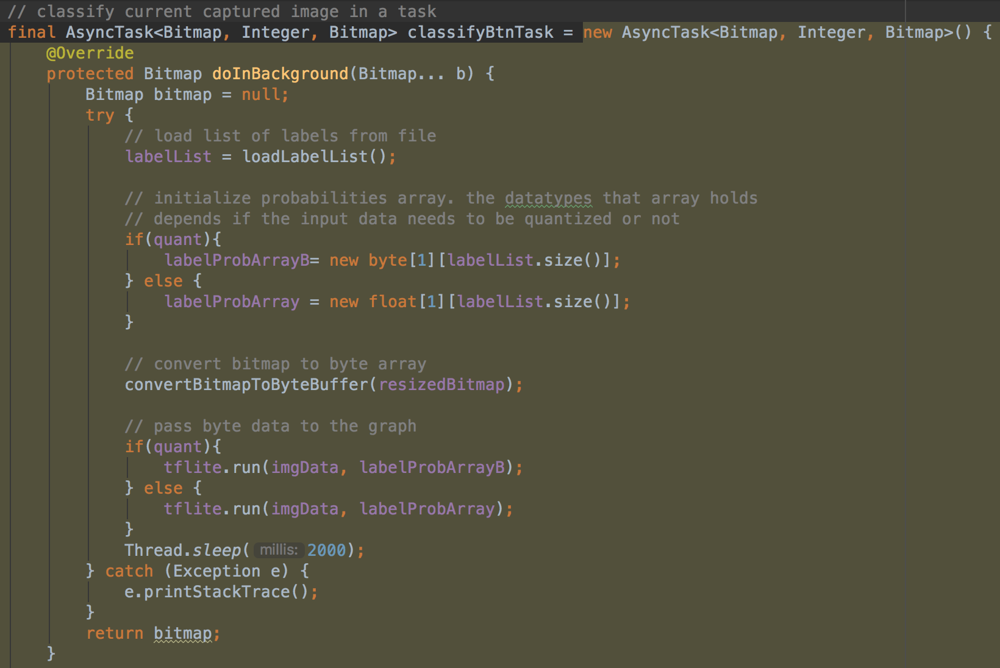 // classify current captured image in a task
final AsyncTask<Bitmap, Integer, Bitmap> classifyBtnTask = new AsyncTask<Bitmap, Integer, Bitmap>() {
@Override
protected Bitmap doInBackground(Bitmap... b) {
Bitmap bitmap = null;
try {
// load list of labels from file
labelList = loadLabelList();
// initialize probabilities array. the datatypes that array holds
// depends if the input data needs to be quantized or not
if(quant){
labelProbArrayB= new byte[1][labelList.size()];
} else {
labelProbArray = new float[1][labelList.size()];
}
// convert bitmap to byte array
convertBitmapToByteBuffer(resizedBitmap);
// pass byte data to the graph
if(quant){
tflite.run(imgData, labelProbArrayB);
} else {
tflite.run(imgData, labelProbArray);
}
Thread.sleep( millis: 2000);
} catch (Exception e) {
e.printStackTrace();
}
return bitmap;
}